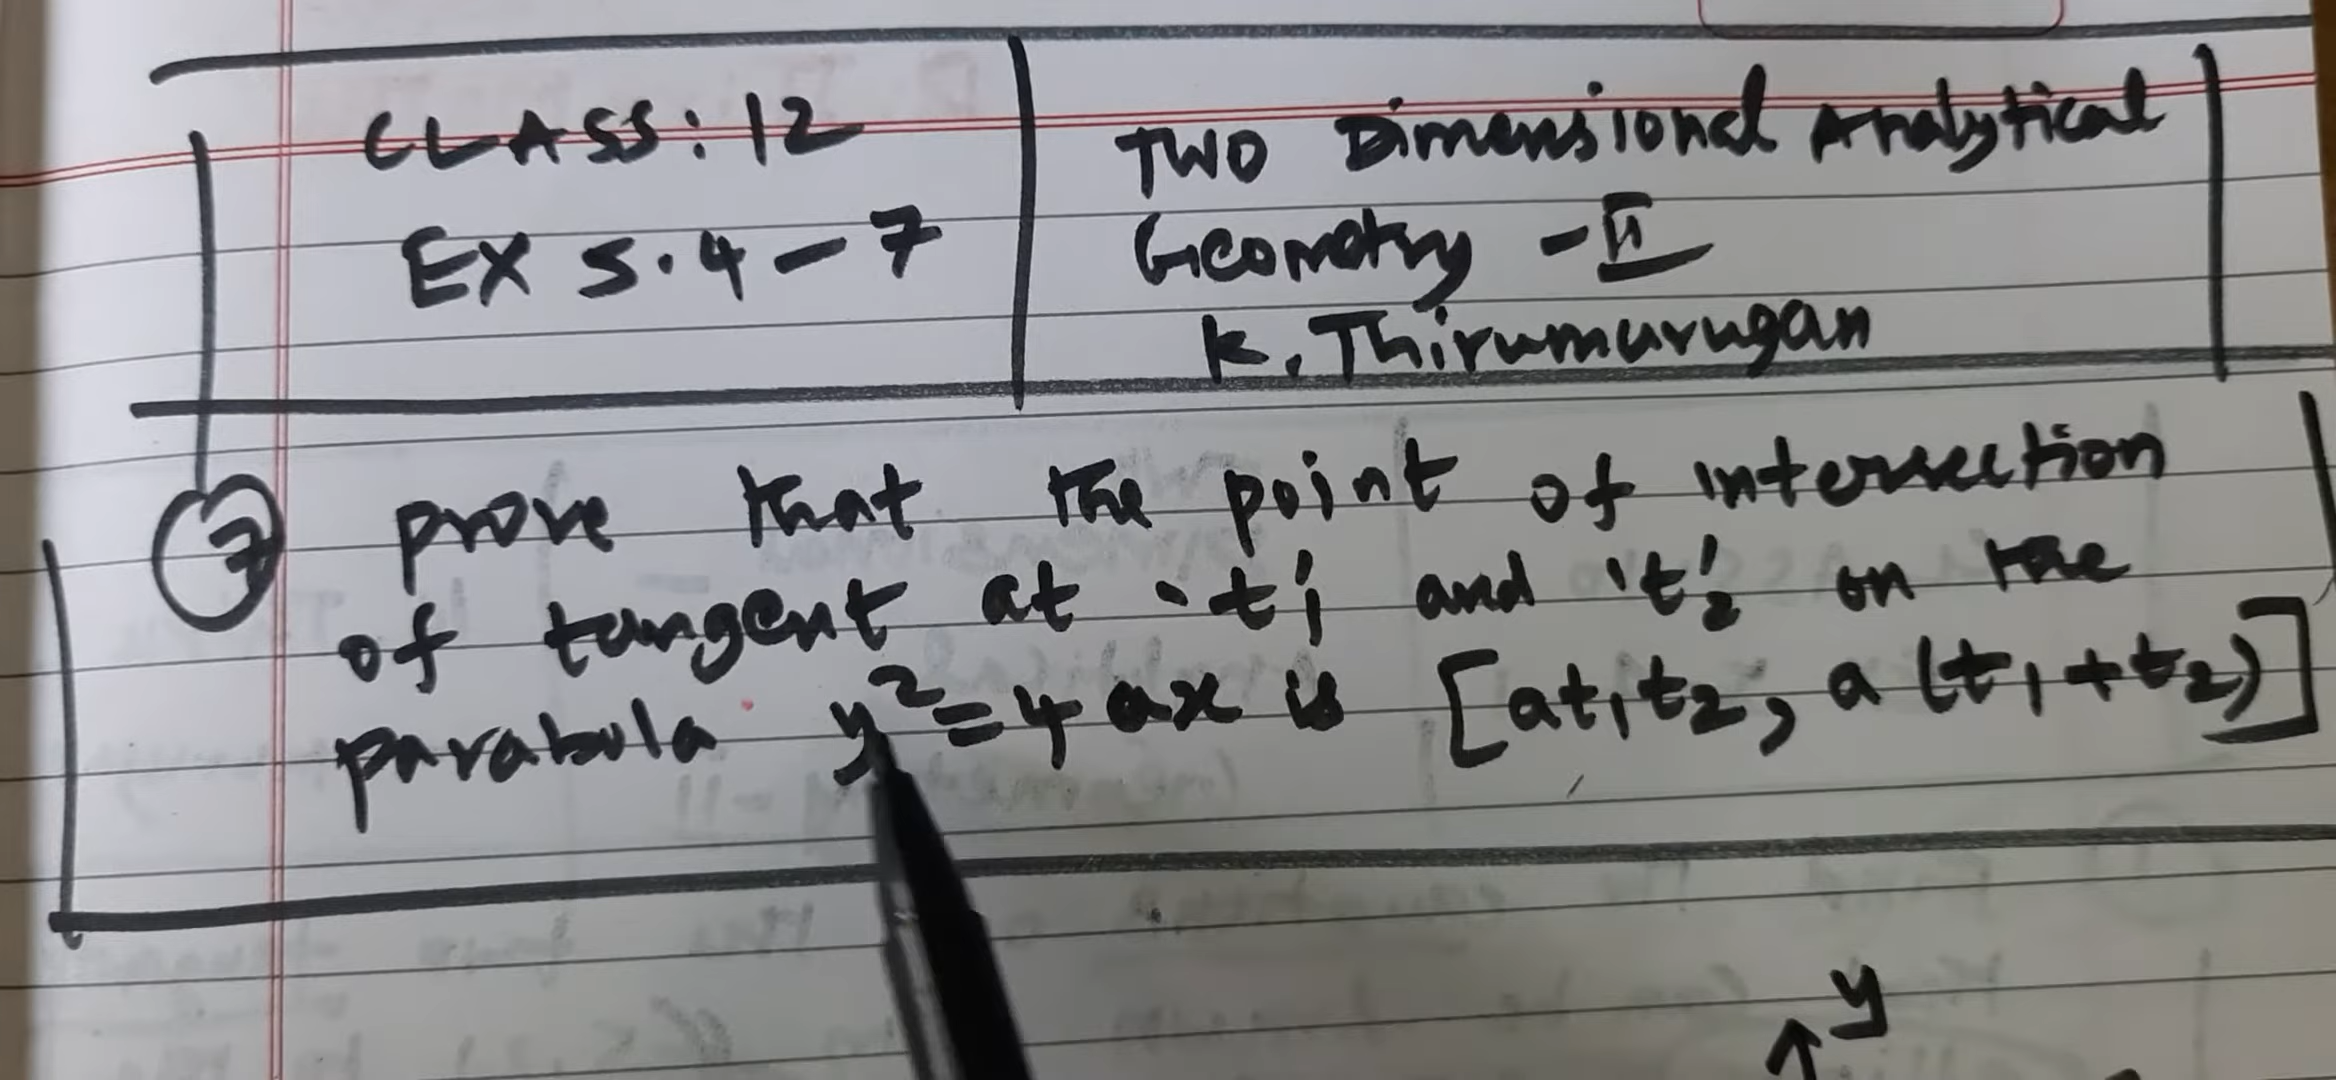 CLASS: 12
EX 5.4 - 7
TWO Dimensional Analytical
Geometry - II
K. Thirumurugan
7 prove that the point of intersection
of tangent at 't1' and 't2' on the
parabola y²=4ax is [at1t2, a(t1+t2)]
y